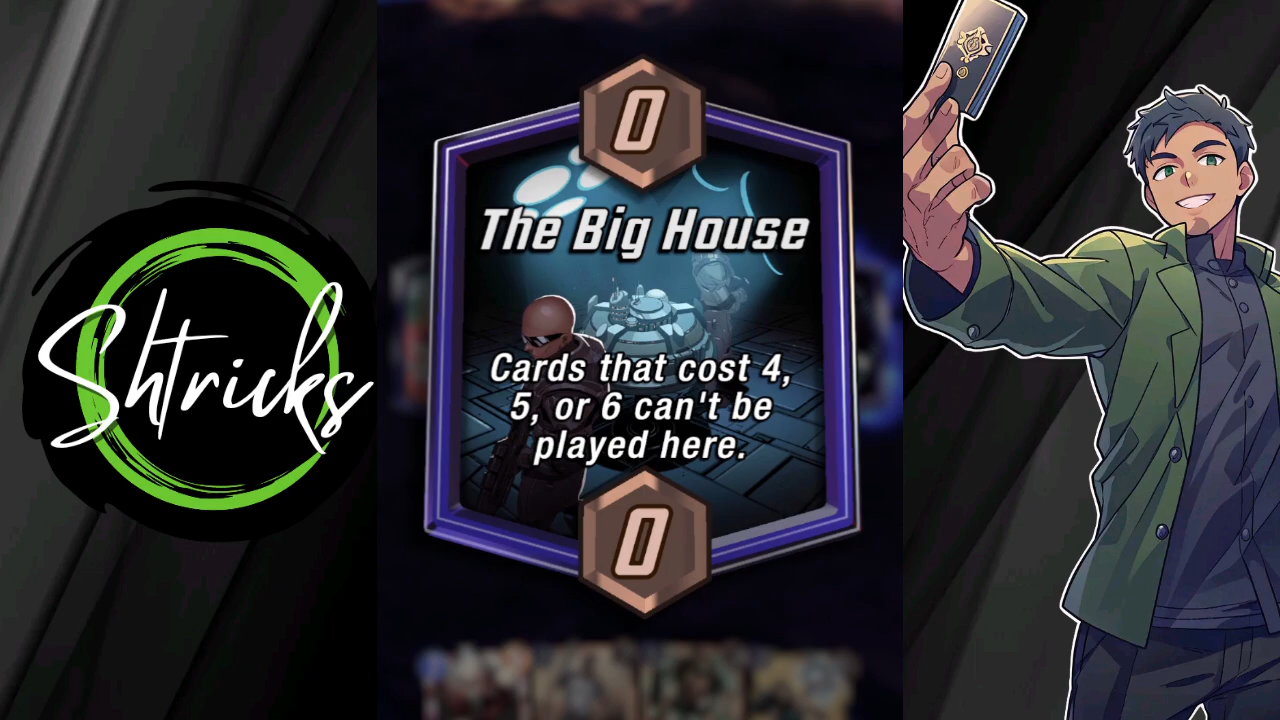 Shtricks
0
The Big House
Cards that cost 4,
5, or 6 can't be
played here.
0